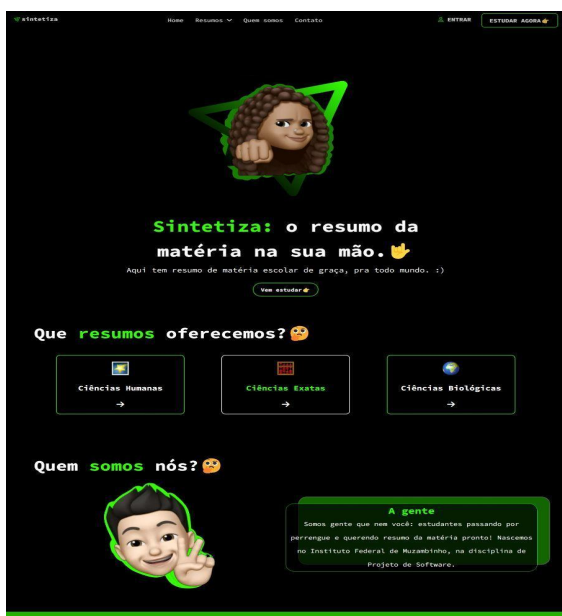 sintetiza
Home Resumos Quem somos Contato
ENTRAR
ESTUDAR AGORA
Sintetiza: o resumo da
matéria na sua mão.
Aqui tem resumo de matéria escolar de graça, pra todo mundo. :)
Vem estudar
Que resumos oferecemos?
Ciências Humanas
→
Ciências Exatas
→
Ciências Biológicas
→
Quem somos nós?
A gente
Somos gente que nem você: estudantes passando por
perrengue e querendo resumo da matéria pronto! Nascemos
no Instituto Federal de Muzambinho, na disciplina de
Projeto de Software.